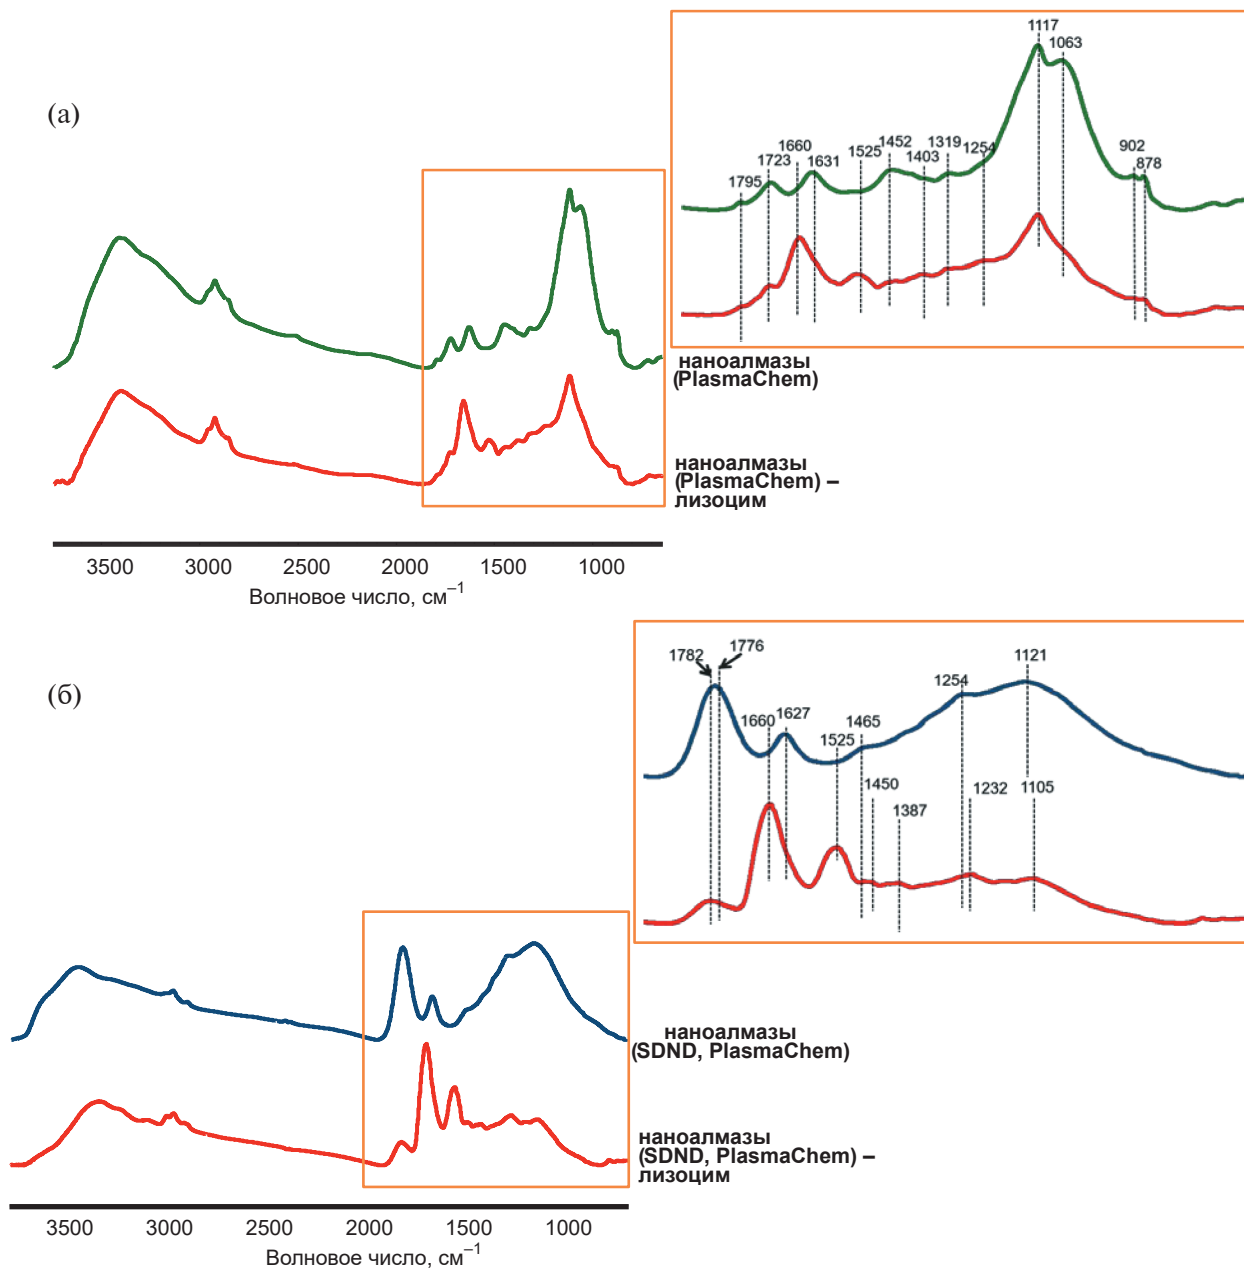 (а)
1117
1063
1795
1723
1660
1631
1525
1452
1403
1319
1254
902
878
наноалмазы
(PlasmaChem)
наноалмазы
(PlasmaChem) –
лизоцим
3500 3000 2500 2000 1500 1000
Волновое число, см⁻¹
(б)
1782
1776
1660
1627
1525
1465
1450
1387
1254
1232
1121
1105
наноалмазы
(SDND, PlasmaChem)
наноалмазы
(SDND, PlasmaChem) –
лизоцим
3500 3000 2500 2000 1500 1000
Волновое число, см⁻¹